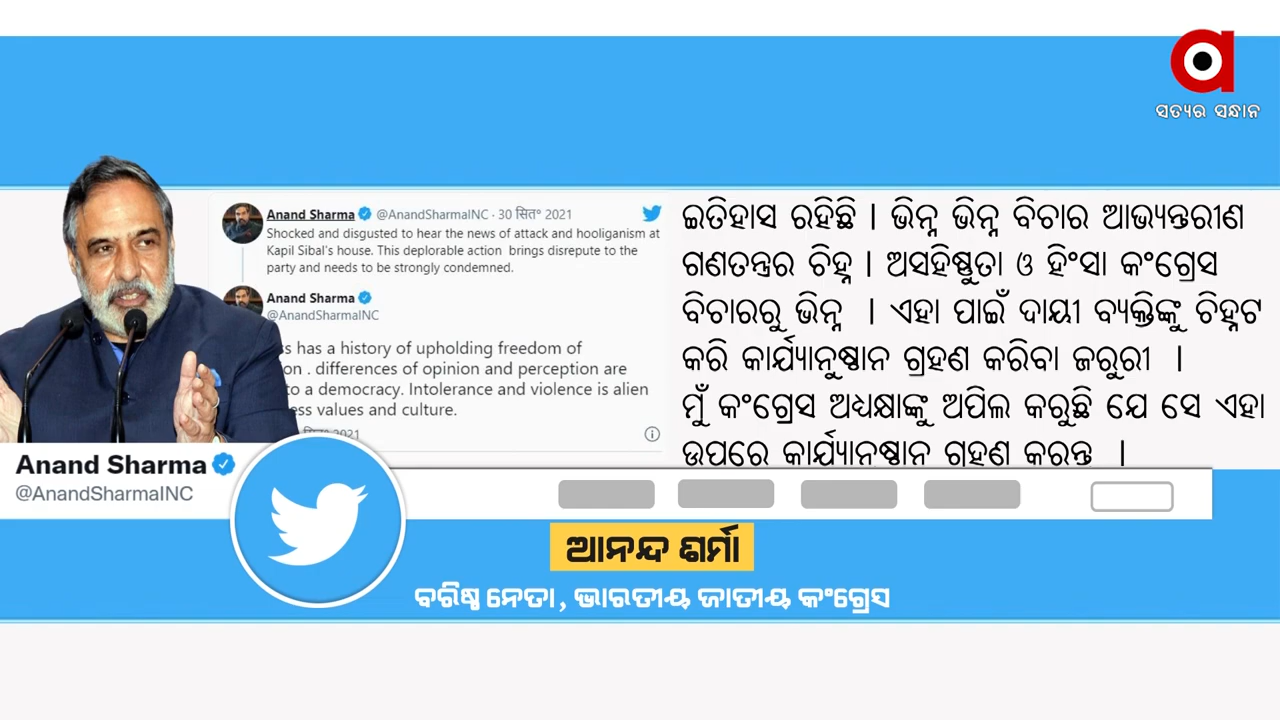 ସତ୍ୟର ସନ୍ଧାନ
Anand Sharma @AnandSharmaINC · 30 सित॰ 2021
Shocked and disgusted to hear the news of attack and hooliganism at
Kapil Sibal's house. This deplorable action brings disrepute to the
party and needs to be strongly condemned.
Anand Sharma
@AnandSharmaINC
has a history of upholding freedom of
. differences of opinion and perception are
to a democracy. Intolerance and violence is alien
values and culture.
2021
ଇତିହାସ ରହିଛି । ଭିନ୍ନ ଭିନ୍ନ ବିଚାର ଆଭ୍ୟନ୍ତରୀଣ
ଗଣତନ୍ତ୍ରର ଚିହ୍ନ । ଅସହିଷ୍ଣୁତା ଓ ହିଂସା କଂଗ୍ରେସ
ବିଚାରରୁ ଭିନ୍ନ । ଏହା ପାଇଁ ଦାୟୀ ବ୍ୟକ୍ତିଙ୍କୁ ଚିହ୍ନଟ
କରି କାର୍ଯ୍ୟାନୁଷ୍ଠାନ ଗ୍ରହଣ କରିବା ଜରୁରୀ ।
ମୁଁ କଂଗ୍ରେସ ଅଧ୍ୟକ୍ଷାଙ୍କୁ ଅପିଲ କରୁଛି ଯେ ସେ ଏହା
ଉପରେ କାର୍ଯ୍ୟାନୁଷ୍ଠାନ ଗ୍ରହଣ କରନ୍ତୁ ।
Anand Sharma
@AnandSharmaINC
ଆନନ୍ଦ ଶର୍ମା
ବରିଷ୍ଠ ନେତା, ଭାରତୀୟ ଜାତୀୟ କଂଗ୍ରେସ